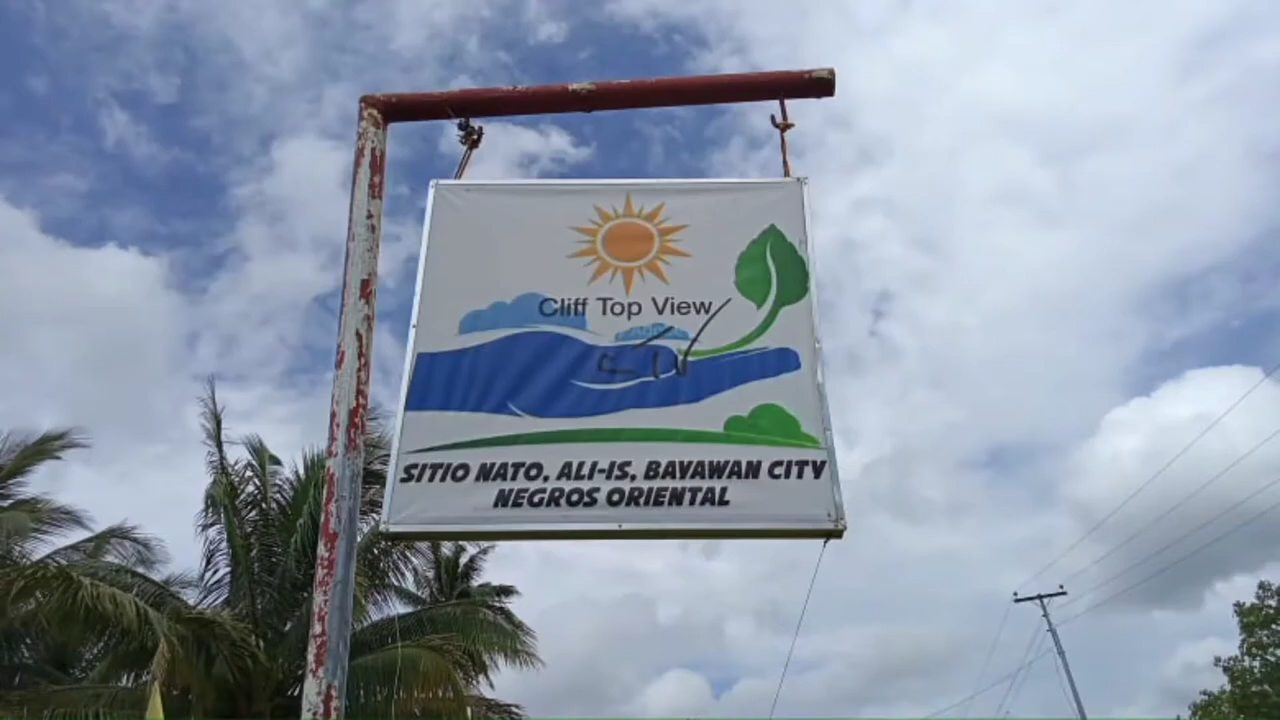 Cliff Top View
SITIO NATO, ALI-IS, BAYAWAN CITY
NEGROS ORIENTAL